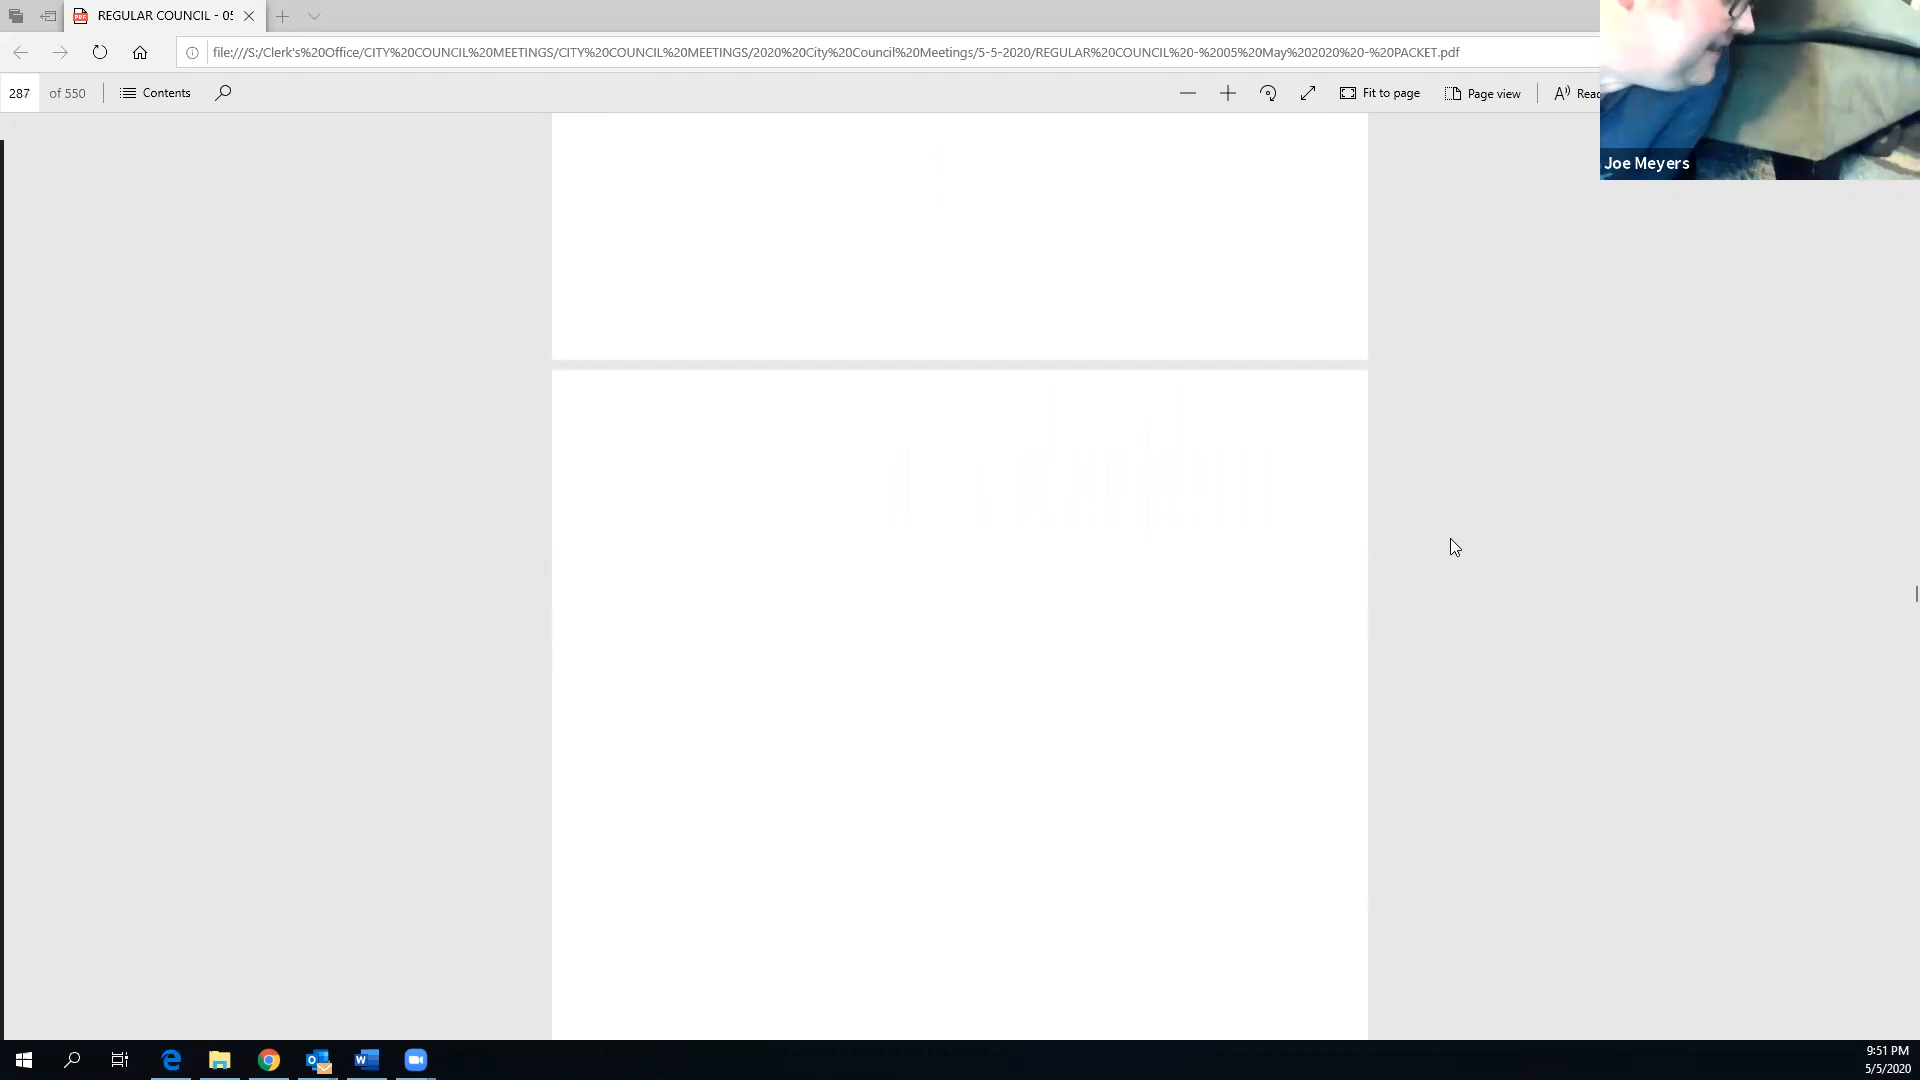 REGULAR COUNCIL - 05
file:///S:/Clerk's%20Office/CITY%20COUNCIL%20MEETINGS/CITY%20COUNCIL%20MEETINGS/2020%20City%20Council%20Meetings/5-5-2020/REGULAR%20COUNCIL%20-%2005%20May%202020%20-%20PACKET.pdf
287 of 550 Contents Fit to page Page view Read
Joe Meyers
9:51 PM
5/5/2020